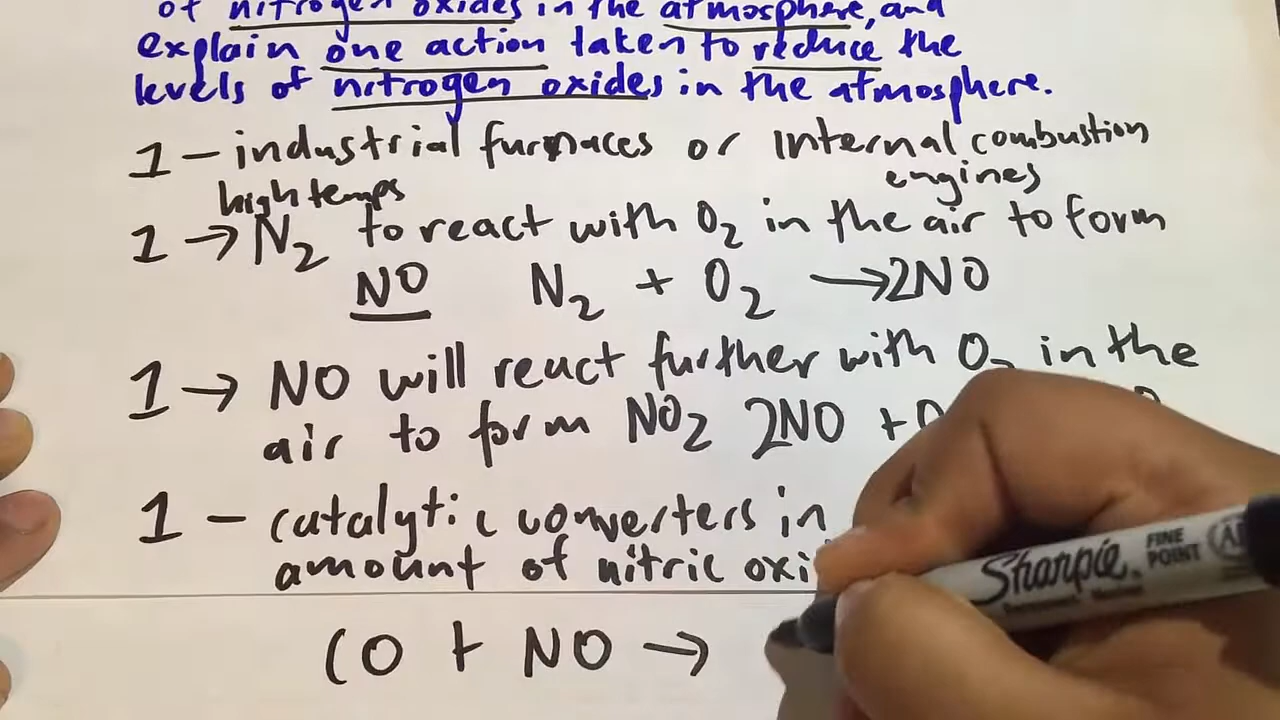 of nitrogen oxides in the atmosphere, and
explain one action taken to reduce the
levels of nitrogen oxides in the atmosphere.
1 – industrial furnaces or internal combustion
engines
high temps
1 → N₂ to react with O₂ in the air to form
NO N₂ + O₂ → 2NO
1 → NO will react further with O₂ in the
air to form NO₂ 2NO +
1 – catalytic converters in
amount of nitric
CO + NO →
Sharpie
FINE
POINT